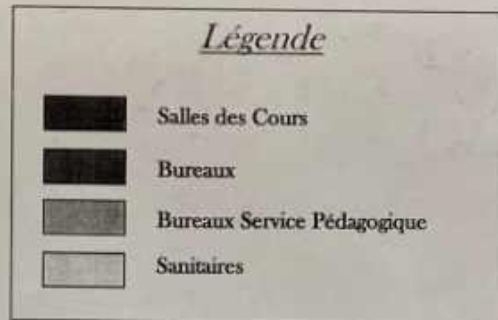 Légende
Salles des Cours
Bureaux
Bureaux Service Pédagogique
Sanitaires